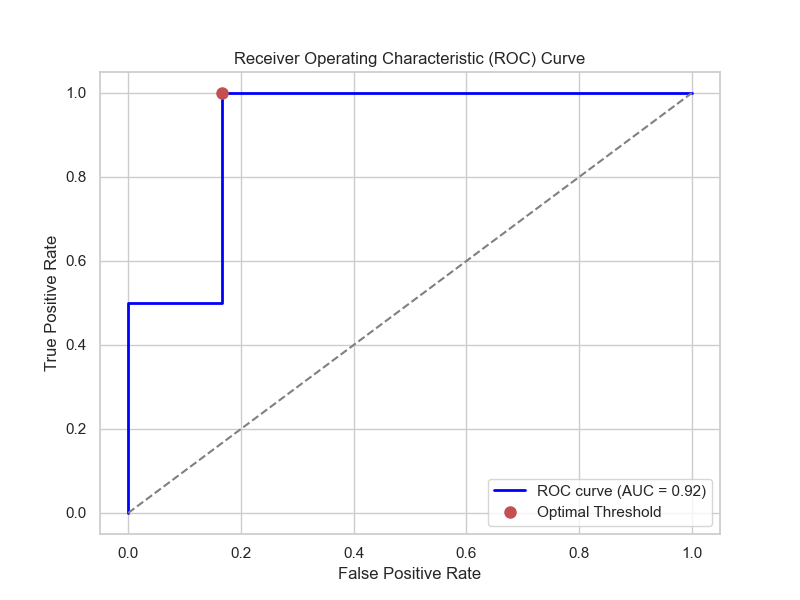 Receiver Operating Characteristic (ROC) Curve
True Positive Rate
1.0
0.8
0.6
0.4
0.2
0.0
0.0 0.2 0.4 0.6 0.8 1.0
False Positive Rate
ROC curve (AUC = 0.92)
Optimal Threshold